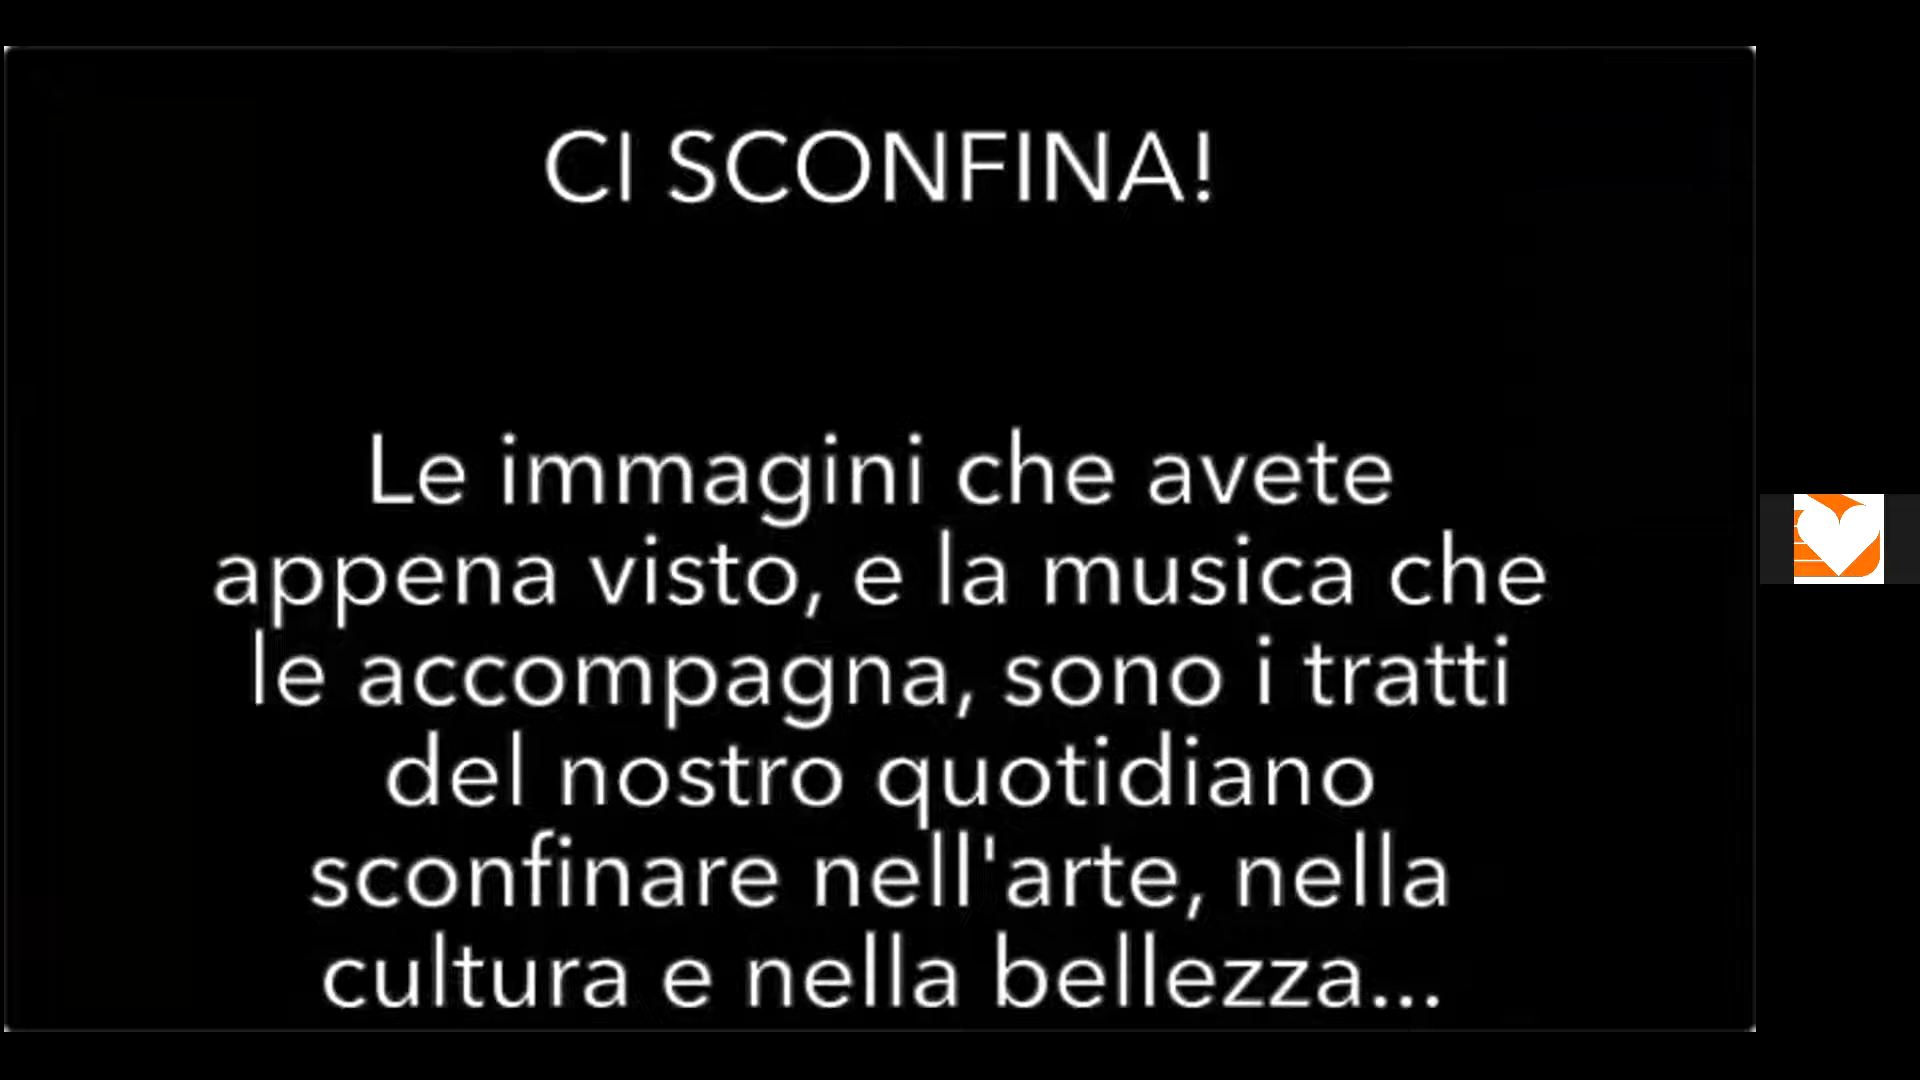 CI SCONFINA!
Le immagini che avete
appena visto, e la musica che
le accompagna, sono i tratti
del nostro quotidiano
sconfinare nell'arte, nella
cultura e nella bellezza...